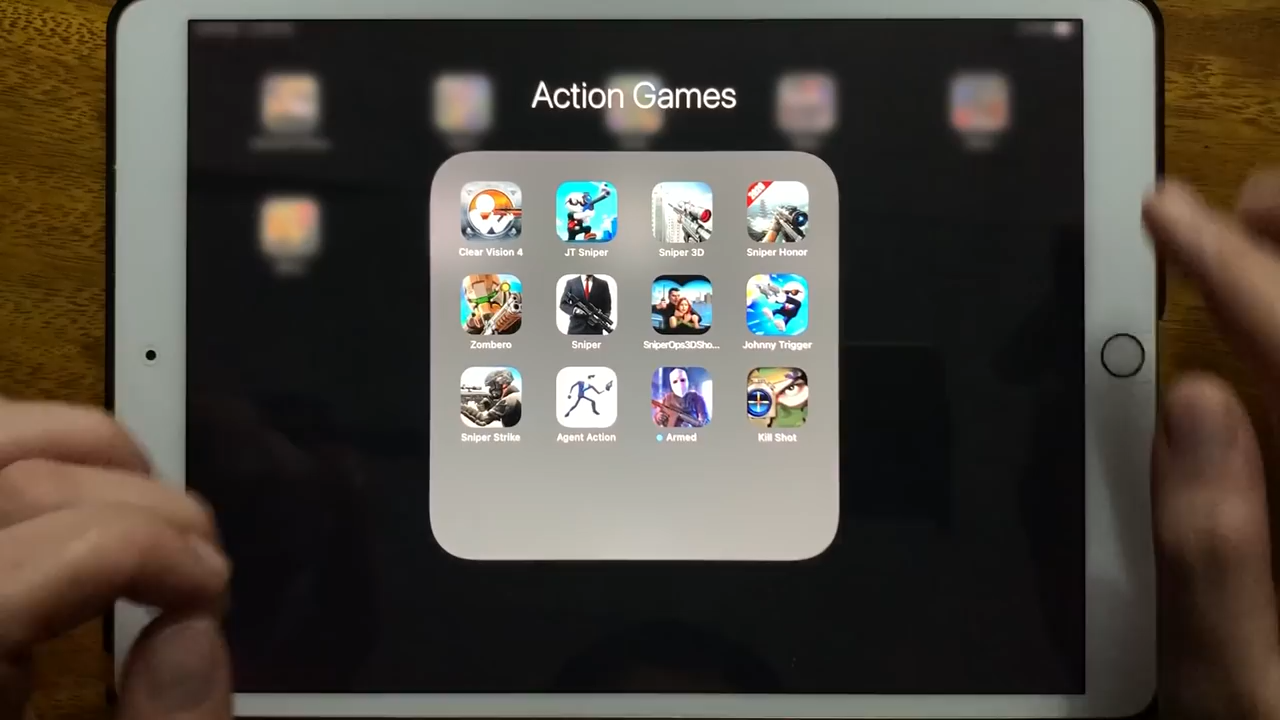 Action Games
Clear Vision 4
JT Sniper
Sniper 3D
Sniper Honor
Zombero
Sniper
SniperOps3DSho...
Johnny Trigger
Sniper Strike
Agent Action
Armed
Kill Shot